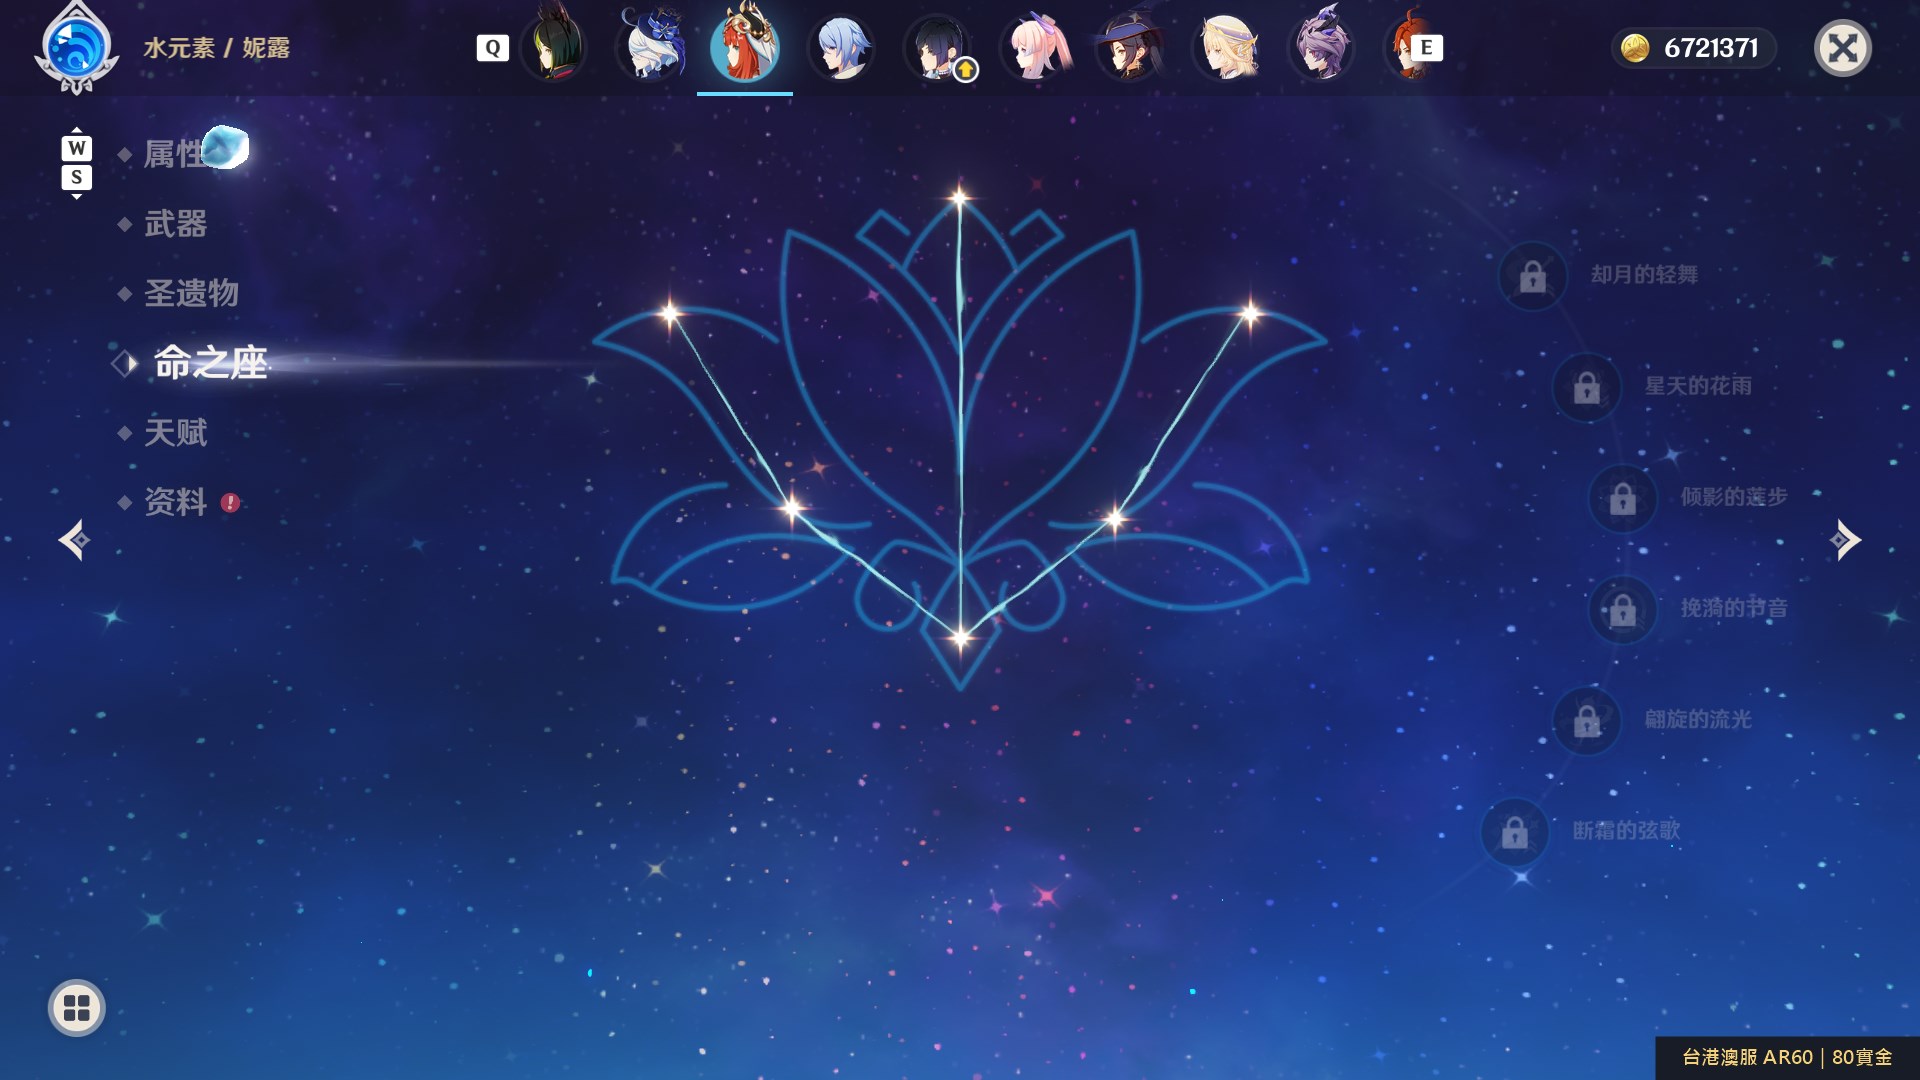 水元素 / 妮露
Q
E
6721371
W
S
属性
武器
圣遗物
命之座
天赋
资料
却月的轻舞
星天的花雨
倾影的莲步
挽漪的节音
翩旋的流光
断霜的弦歌
台港澳服 AR60 | 80實金